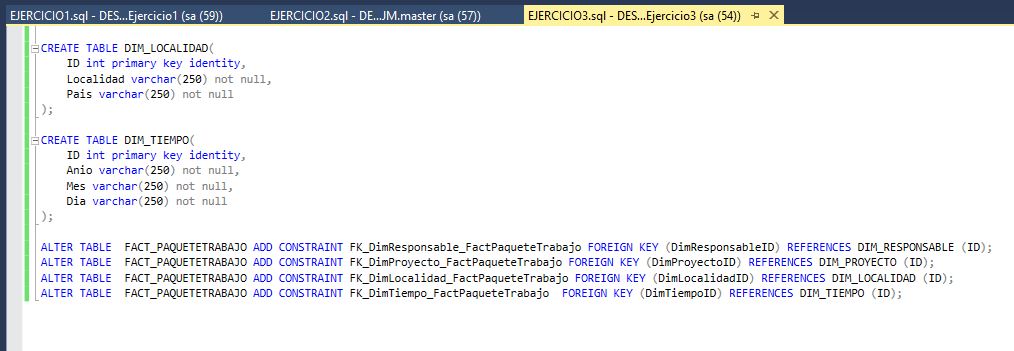 EJERCICIO1.sql - DES...Ejercicio1 (sa (59)) EJERCICIO2.sql - DE...JM.master (sa (57)) EJERCICIO3.sql - DES...Ejercicio3 (sa (54))
CREATE TABLE DIM_LOCALIDAD(
ID int primary key identity,
Localidad varchar(250) not null,
Pais varchar(250) not null
);
CREATE TABLE DIM_TIEMPO(
ID int primary key identity,
Anio varchar(250) not null,
Mes varchar(250) not null,
Dia varchar(250) not null
);
ALTER TABLE  FACT_PAQUETETRABAJO ADD CONSTRAINT FK_DimResponsable_FactPaqueteTrabajo FOREIGN KEY (DimResponsableID) REFERENCES DIM_RESPONSABLE (ID);
ALTER TABLE  FACT_PAQUETETRABAJO ADD CONSTRAINT FK_DimProyecto_FactPaqueteTrabajo FOREIGN KEY (DimProyectoID) REFERENCES DIM_PROYECTO (ID);
ALTER TABLE  FACT_PAQUETETRABAJO ADD CONSTRAINT FK_DimLocalidad_FactPaqueteTrabajo FOREIGN KEY (DimLocalidadID) REFERENCES DIM_LOCALIDAD (ID);
ALTER TABLE  FACT_PAQUETETRABAJO ADD CONSTRAINT FK_DimTiempo_FactPaqueteTrabajo  FOREIGN KEY (DimTiempoID) REFERENCES DIM_TIEMPO (ID);